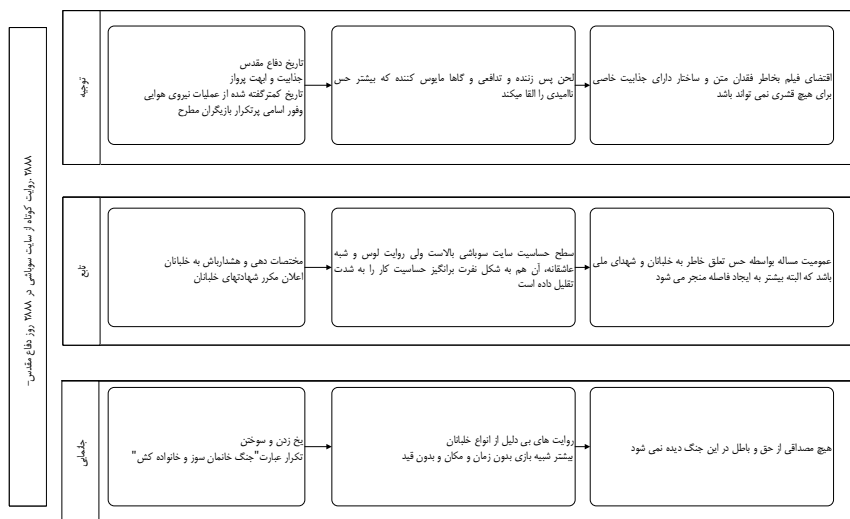 ۲۸۸۸ ،روایت کوتاه از سایت سوباشی در ۲۸۸۸ روز دفاع مقدس–
توجیه
تاریخ دفاع مقدس
جذابیت و ابهت پرواز
تاریخ کمترگفته شده از عملیات نیروی هوایی
وفور اسامی پرتکرار بازیگران مطرح
لحن پس زننده و تدافعی و گاها مایوس کننده که بیشتر حس
ناامیدی را القا میکند
اقتضای فیلم بخاطر فقدان متن و ساختار دارای جذابیت خاصی
برای هیچ قشری نمی تواند باشد
تابع
مختصات دهی و هشدارباش به خلبانان
اعلان مکرر شهادتهای خلبانان
سطح حساسیت سایت سوباشی بالاست ولی روایت لوس و شبه
عاشقانه، آن هم به شکل نفرت برانگیز حساسیت کار را به شدت
تقلیل داده است
عمومیت مساله بواسطه حس تعلق خاطر به خلبانان و شهدای ملی
باشد که البته بیشتر به ایجاد فاصله منجر می شود
جانمایی
یخ زدن و سوختن
تکرار عبارت"جنگ خانمان سوز و خانواده کش"
روایت های بی دلیل از انواع خلبانان
بیشتر شبیه بازی بدون زمان و مکان و بدون قید
هیچ مصداقی از حق و باطل در این جنگ دیده نمی شود